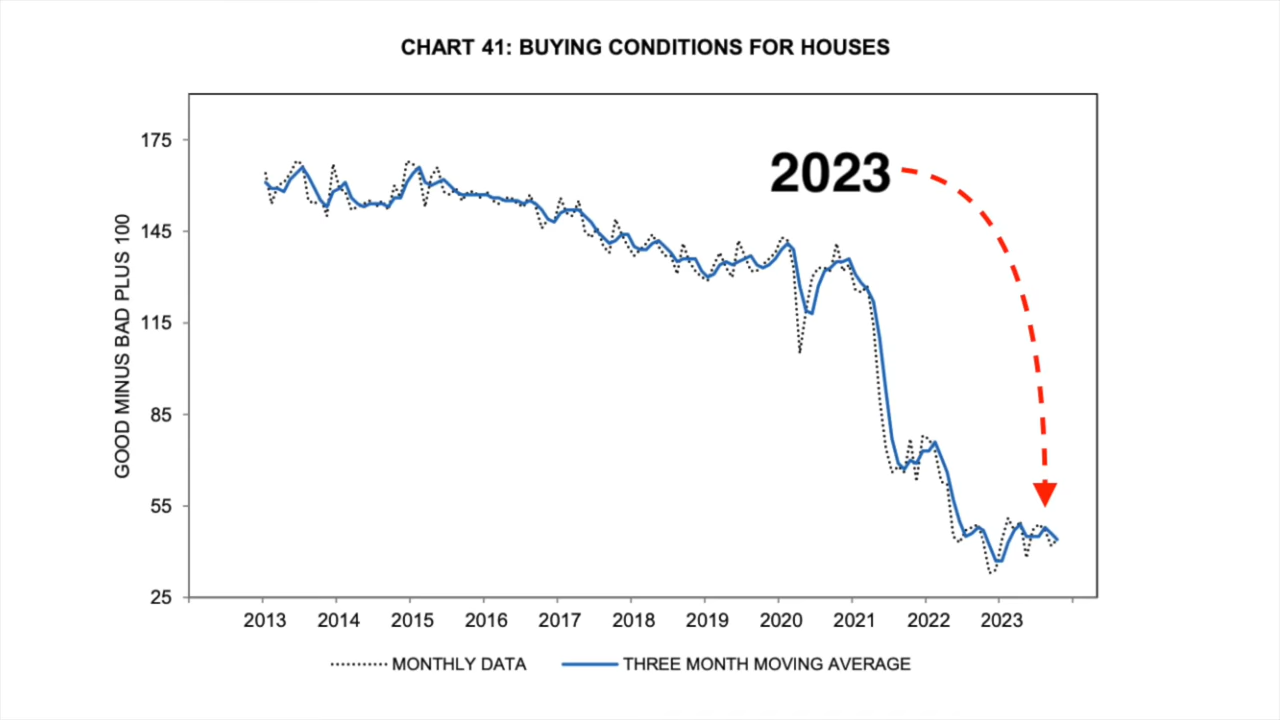 CHART 41: BUYING CONDITIONS FOR HOUSES
GOOD MINUS BAD PLUS 100
175
145
115
85
55
25
2023
2013 2014 2015 2016 2017 2018 2019 2020 2021 2022 2023
MONTHLY DATA THREE MONTH MOVING AVERAGE